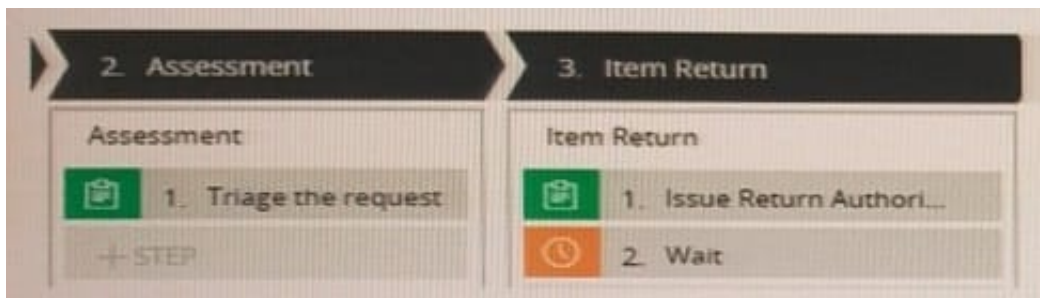 2. Assessment
3. Item Return
Assessment
1. Triage the request
+ STEP
Item Return
1. Issue Return Authori...
2. Wait